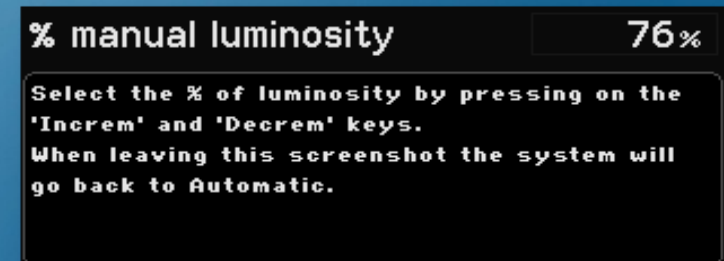 % manual luminosity 76%
Select the % of luminosity by pressing on the
'Increm' and 'Decrem' keys.
When leaving this screenshot the system will
go back to Automatic.